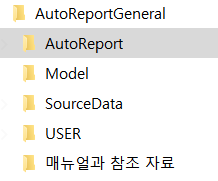 AutoReportGeneral
AutoReport
Model
SourceData
USER
매뉴얼과 참조 자료